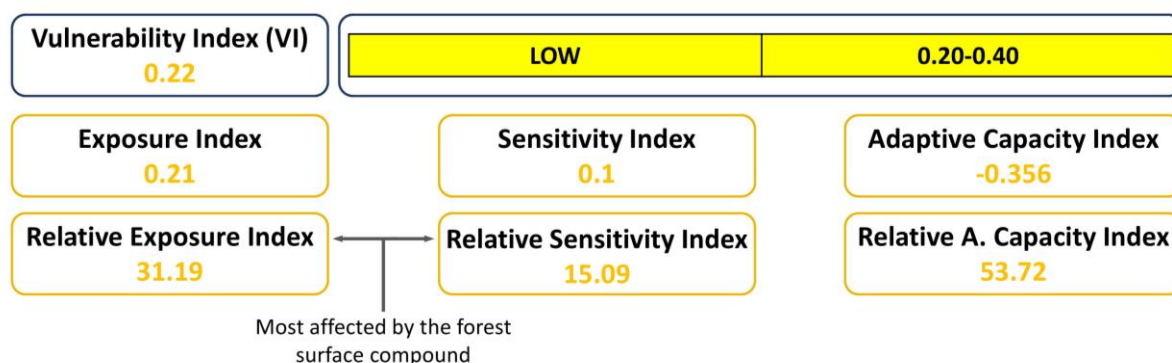 Vulnerability Index (VI)
0.22
LOW
0.20-0.40
Exposure Index
0.21
Sensitivity Index
0.1
Adaptive Capacity Index
-0.356
Relative Exposure Index
31.19
Relative Sensitivity Index
15.09
Relative A. Capacity Index
53.72
Most affected by the forest
surface compound